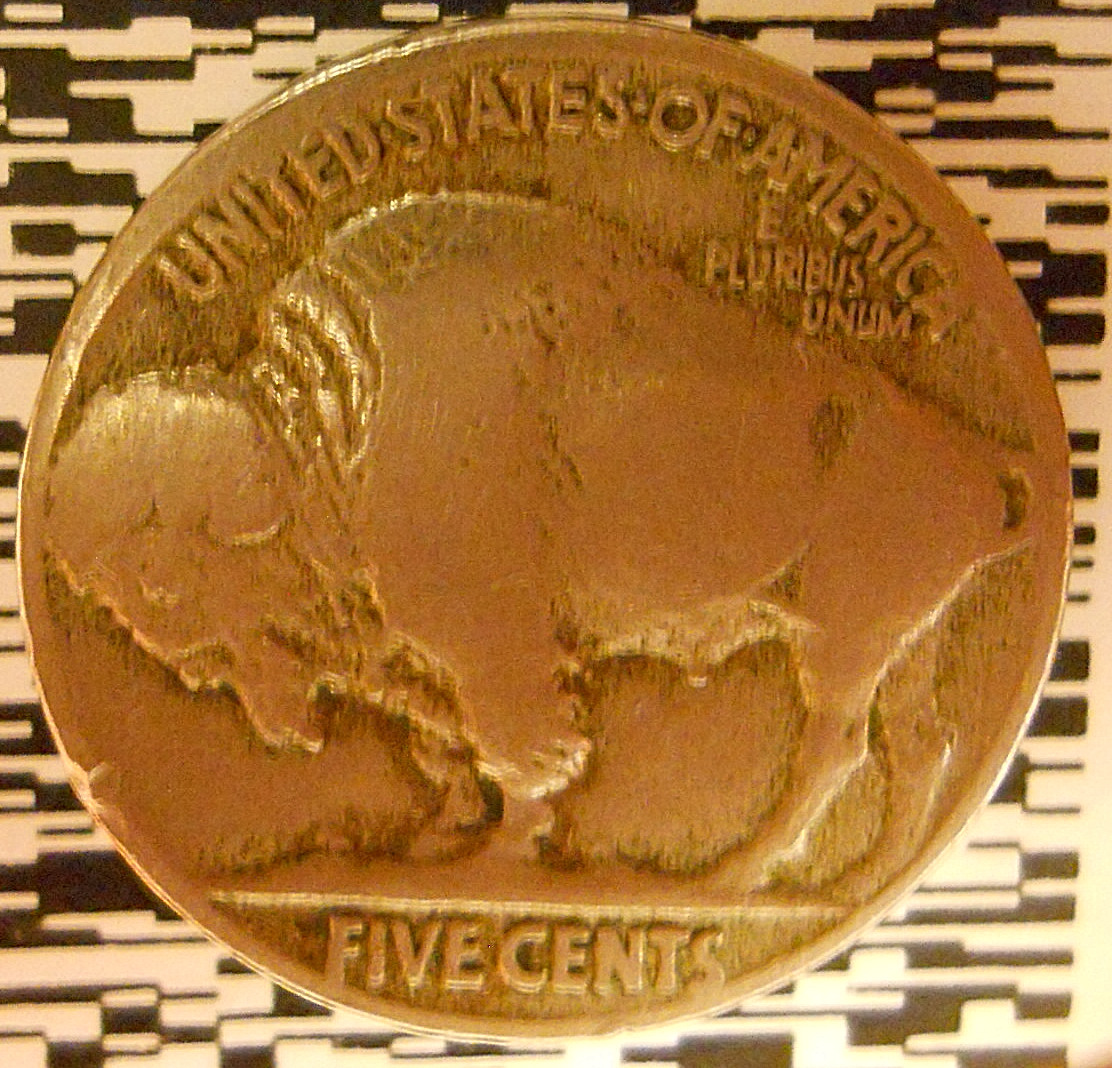 UNITED·STATES·OF·AMERICA
E
PLURIBUS
UNUM
FIVE CENTS